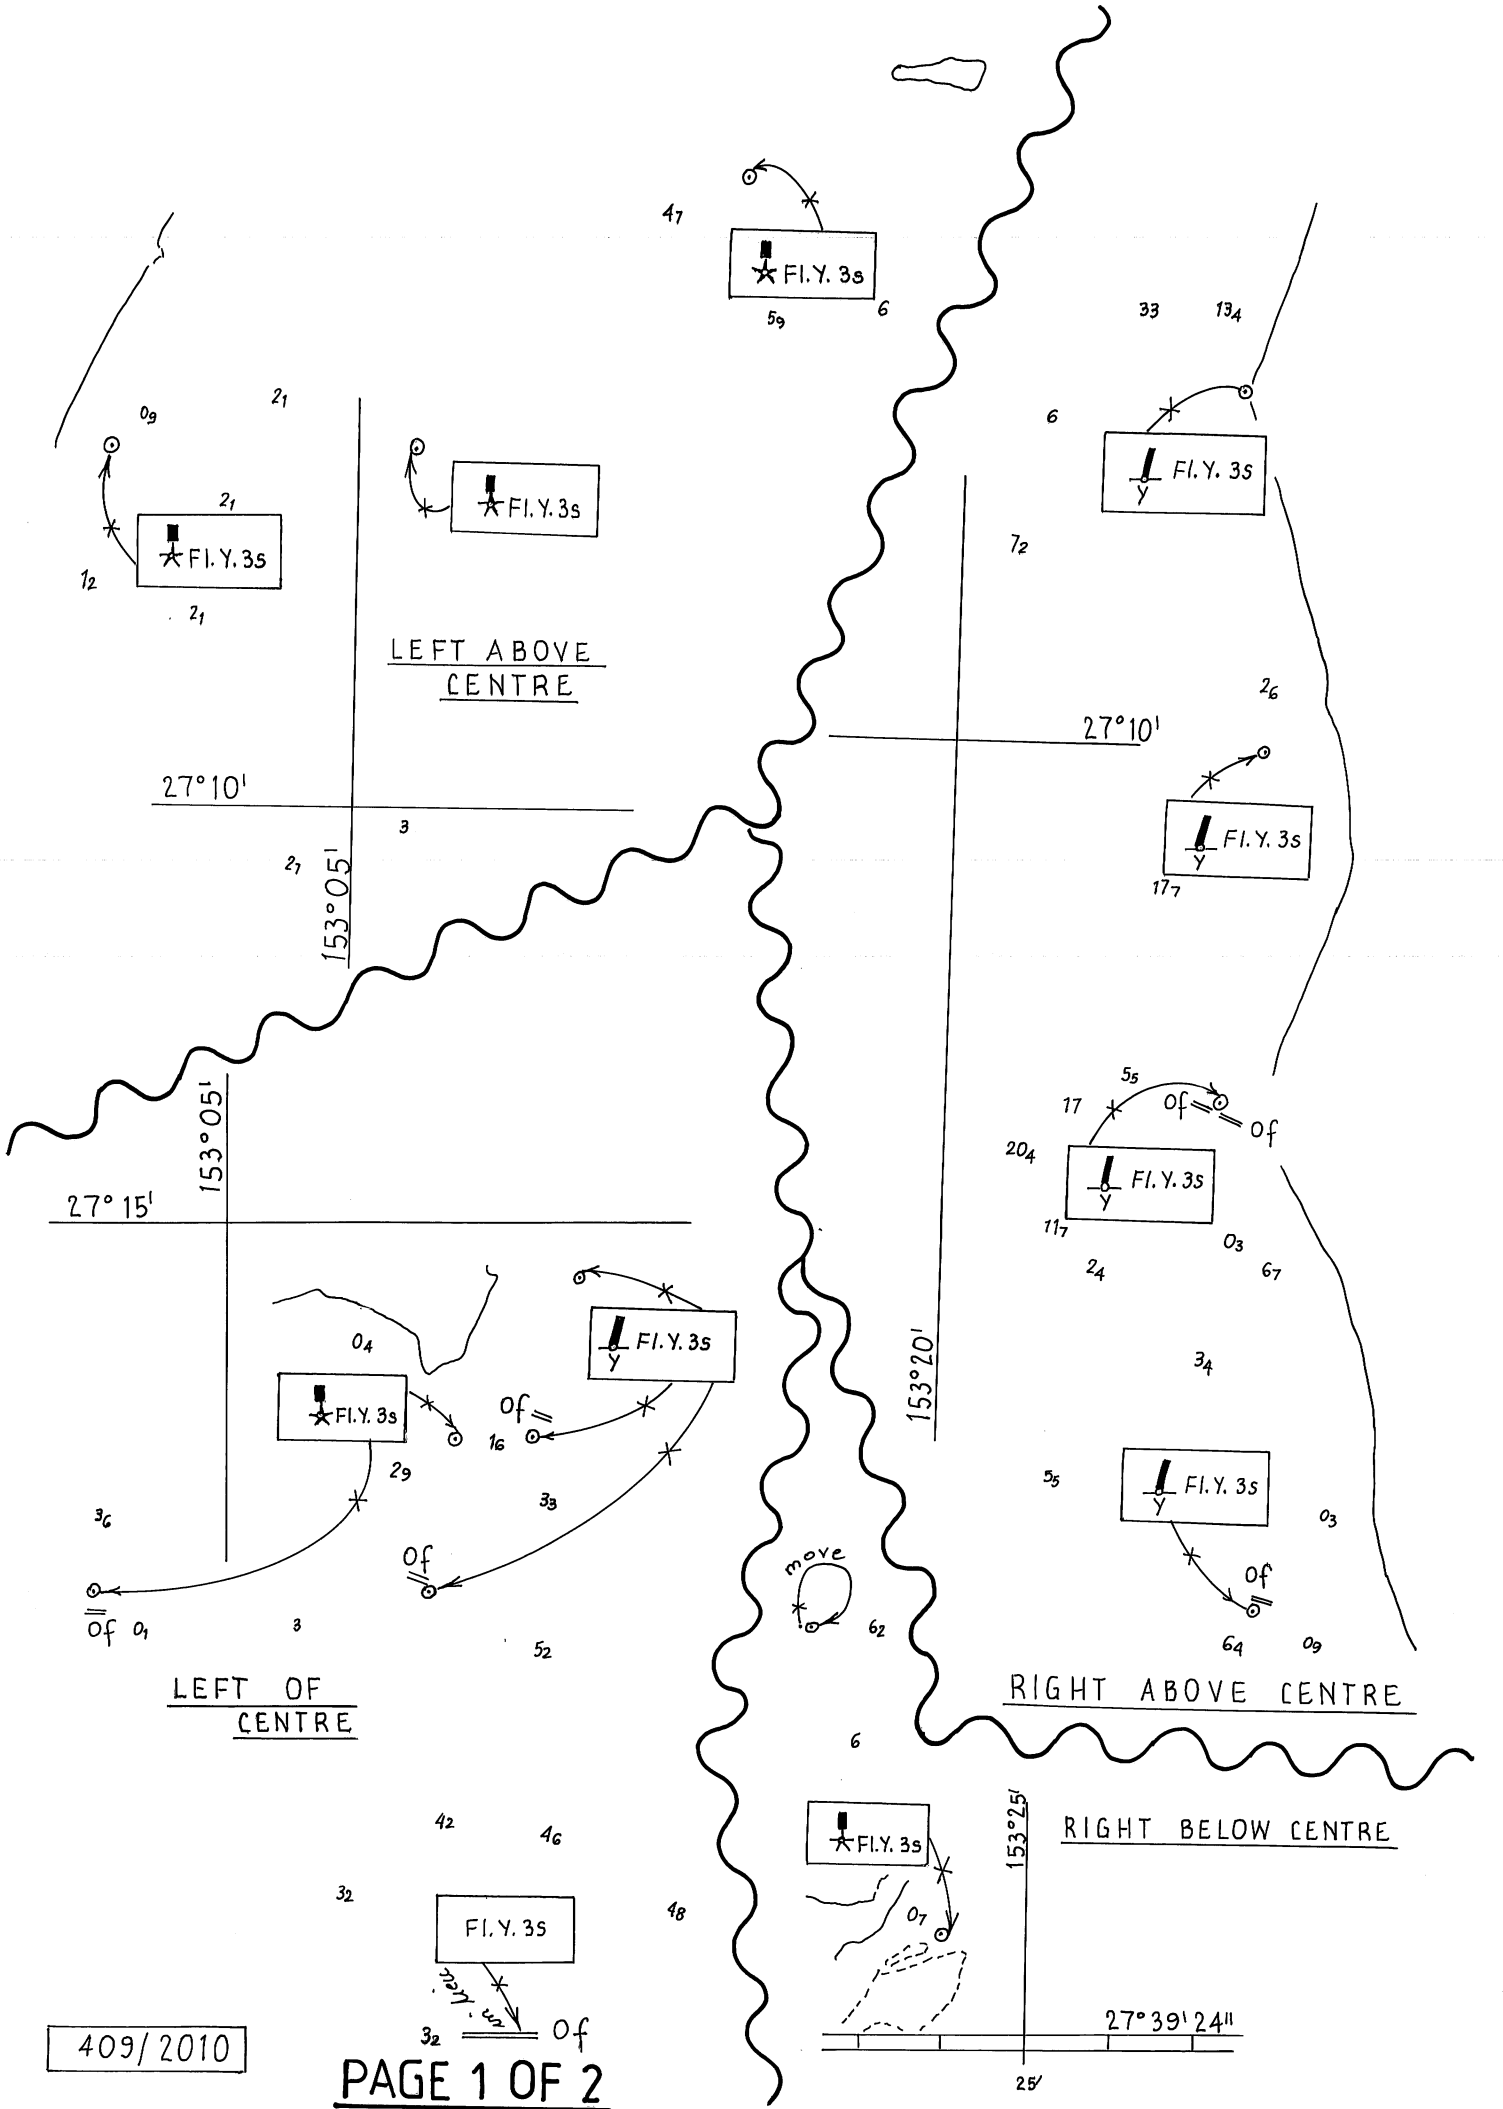 4₇
Fl.Y. 3s
5₉
6
33
13₄
2₁
0₉
6
Fl.Y. 3s
Y
2₁
Fl.Y.3s
Fl.Y.3s
7₂
1₂
2₁
LEFT ABOVE
CENTRE
2₆
27°10'
27°10'
3
2₇
153°05'
Fl.Y. 3s
Y
17₇
5₅
17
Of
Of
20₄
Fl.Y.3s
Y
11₇
0₃
2₄
6₇
153°05'
27°15'
0₄
Fl.Y. 3s
Y
3₄
153°20'
Fl.Y.3s
Of
1₆
2₉
5₅
Fl.Y.3s
Y
3₆
3₃
0₃
Of
move
Of
Of
0₁
3
6₂
5₂
6₄
0₉
LEFT OF
CENTRE
RIGHT ABOVE CENTRE
6
4₂
4₆
Fl.Y. 3s
153°25'
RIGHT BELOW CENTRE
3₂
4₈
0₇
Fl.Y. 3s
in lieu
3₂
Of
27°39'24"
409/2010
PAGE 1 OF 2
25'